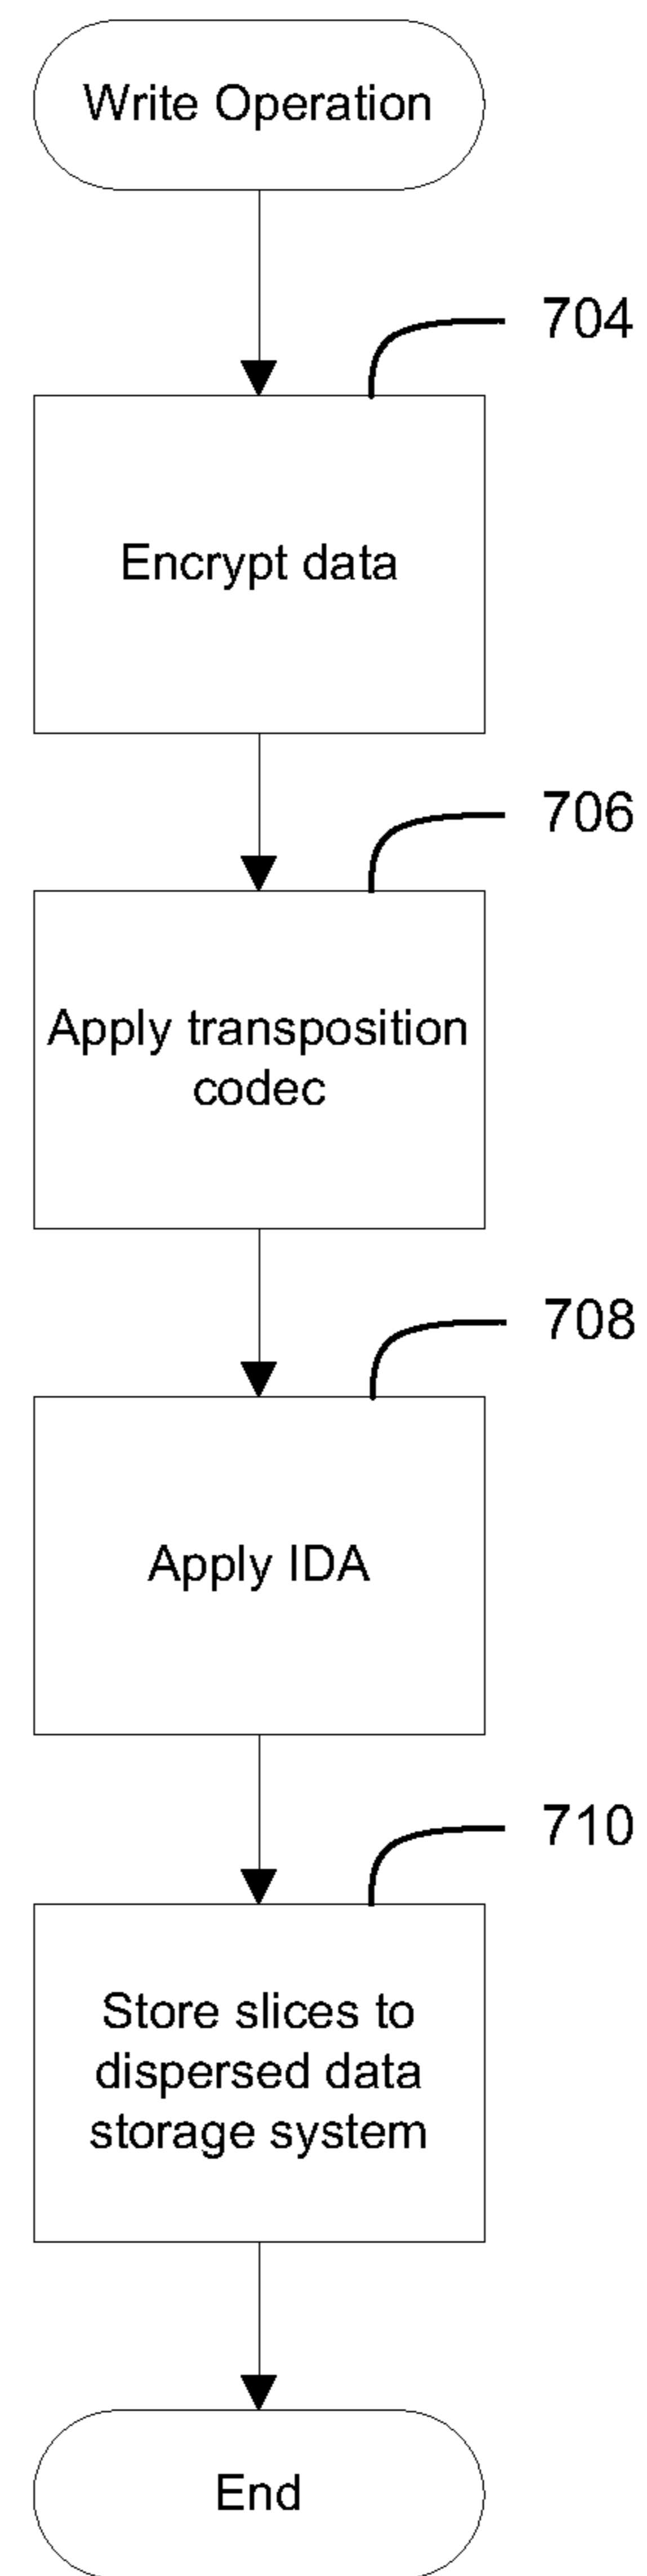 Write Operation
704
Encrypt data
706
Apply transposition
codec
708
Apply IDA
710
Store slices to
dispersed data
storage system
End